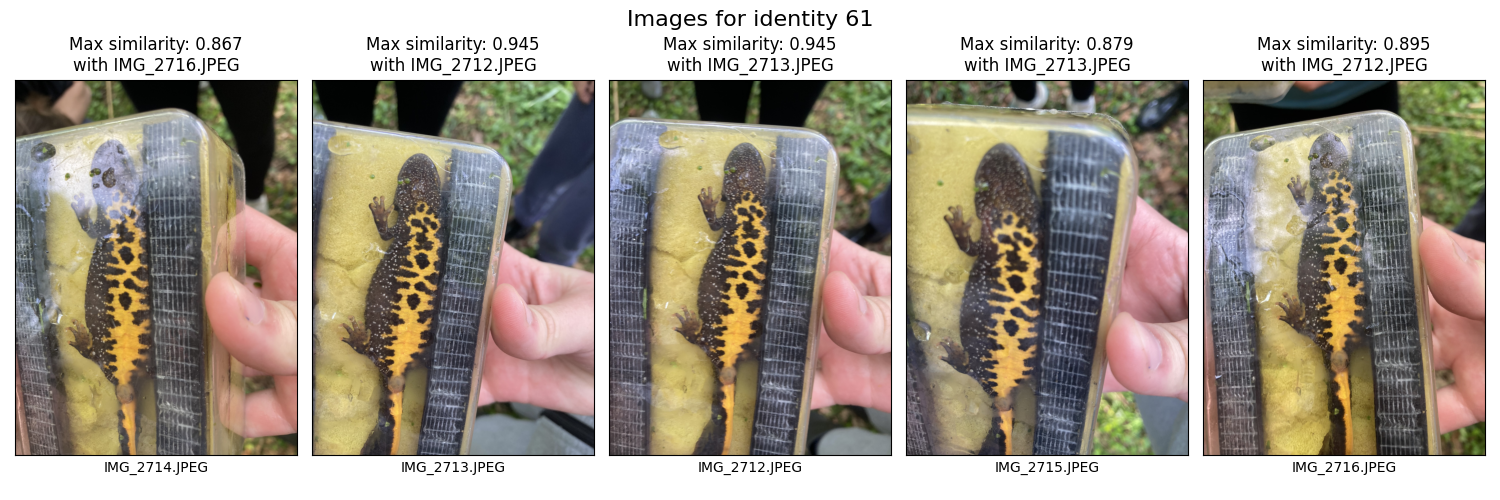 Images for identity 61
Max similarity: 0.867
with IMG_2716.JPEG
Max similarity: 0.945
with IMG_2712.JPEG
Max similarity: 0.945
with IMG_2713.JPEG
Max similarity: 0.879
with IMG_2713.JPEG
Max similarity: 0.895
with IMG_2712.JPEG
IMG_2714.JPEG
IMG_2713.JPEG
IMG_2712.JPEG
IMG_2715.JPEG
IMG_2716.JPEG